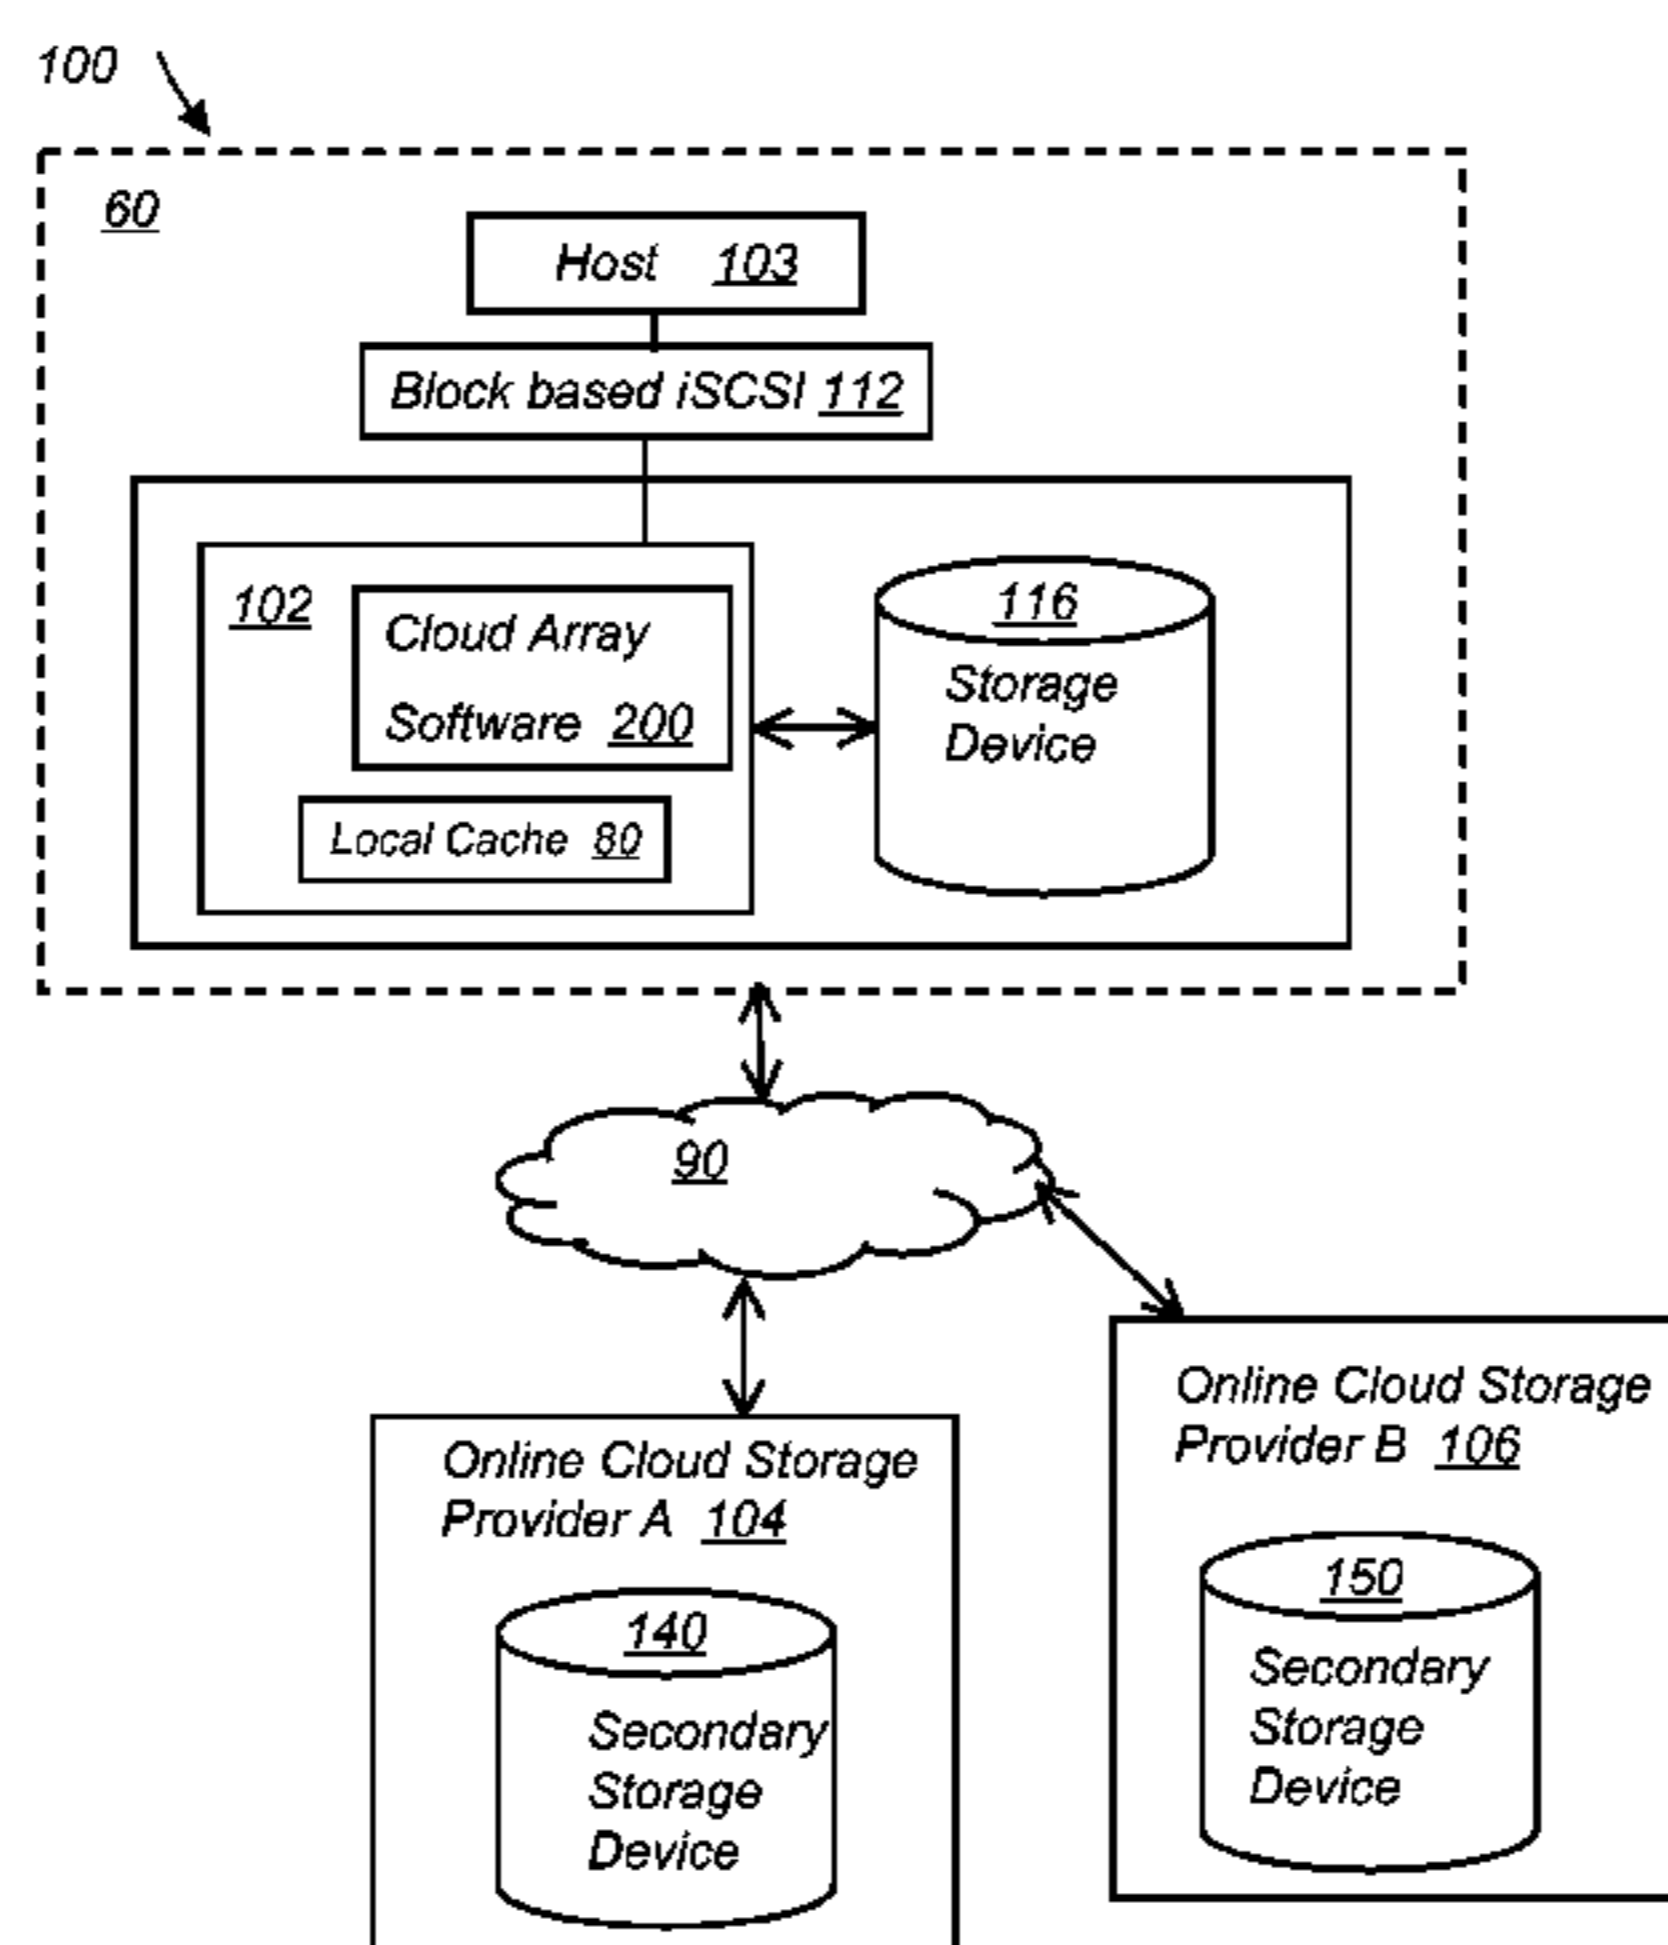 100
60
Host 103
Block based iSCSI 112
102
Cloud Array
Software 200
Local Cache 80
116
Storage
Device
90
Online Cloud Storage
Provider A 104
140
Secondary
Storage
Device
Online Cloud Storage
Provider B 106
150
Secondary
Storage
Device